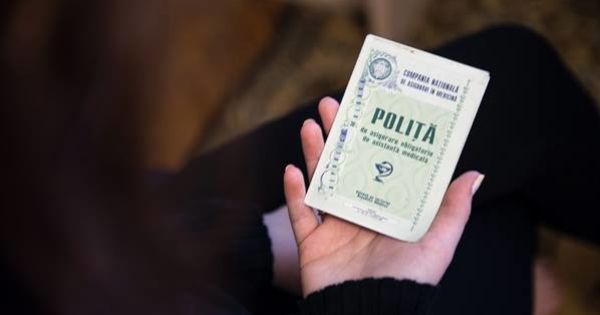 COMPANIA NAȚIONALĂ
DE ASIGURĂRI ÎN MEDICINĂ
POLIȚĂ
de asigurare obligatorie
de asistență medicală